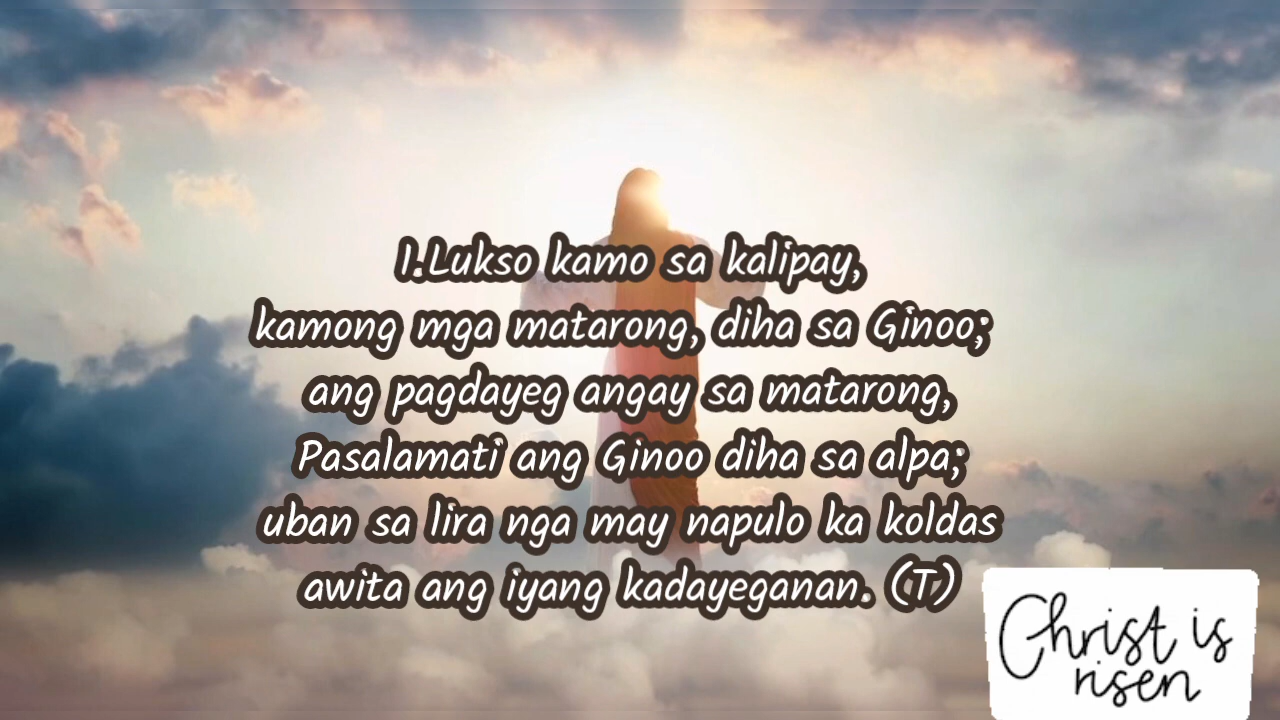 1.Lukso kamo sa kalipay,
kamong mga matarong, diha sa Ginoo;
ang pagdayeg angay sa matarong,
Pasalamati ang Ginoo diha sa alpa;
uban sa lira nga may napulo ka koldas
awita ang iyang kadayeganan. (T)
Christ is
risen